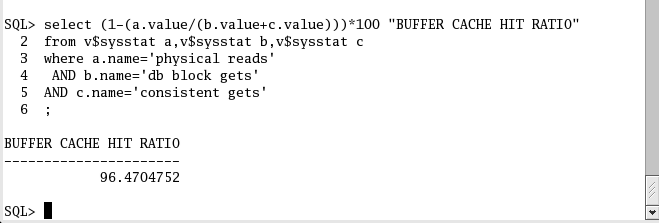 SQL> select (1-(a.value/(b.value+c.value)))*100 "BUFFER CACHE HIT RATIO"
2 from v$sysstat a,v$sysstat b,v$sysstat c
3 where a.name='physical reads'
4 AND b.name='db block gets'
5 AND c.name='consistent gets'
6 ;
BUFFER CACHE HIT RATIO
----------------------
96.4704752
SQL>